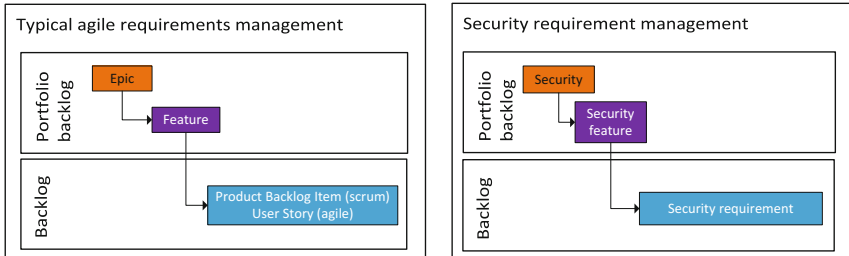 Typical agile requirements management
Portfolio
backlog
Epic
Feature
Backlog
Product Backlog Item (scrum)
User Story (agile)
Security requirement management
Portfolio
backlog
Security
Security
feature
Backlog
Security requirement